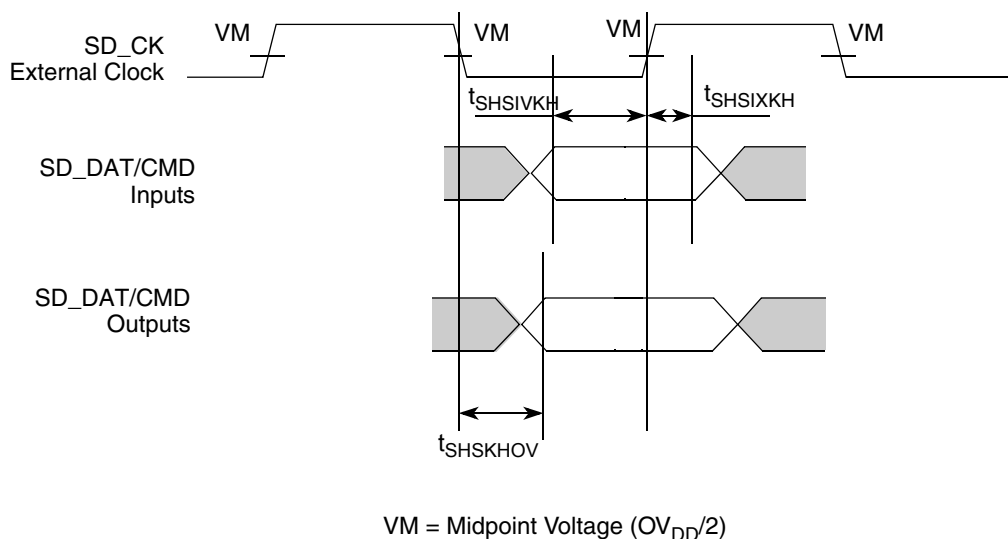 VM
VM
VM
VM
SD_CK
External Clock
tSHSIVKH
tSHSIXKH
SD_DAT/CMD
Inputs
SD_DAT/CMD
Outputs
tSHSKHOV
VM = Midpoint Voltage (OVDD/2)